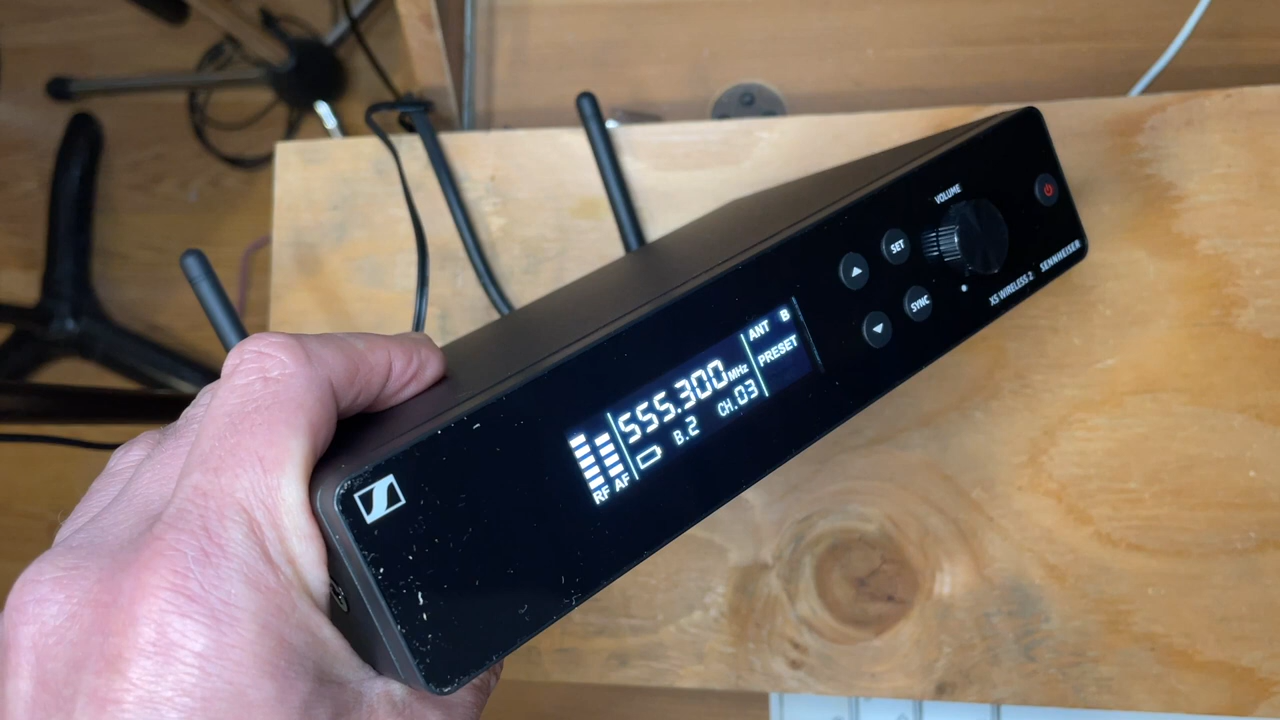 555.300 MHz
B.2 CH.03
RF AF
ANT B
PRESET
SET
SYNC
VOLUME
XS WIRELESS 2 SENNHEISER